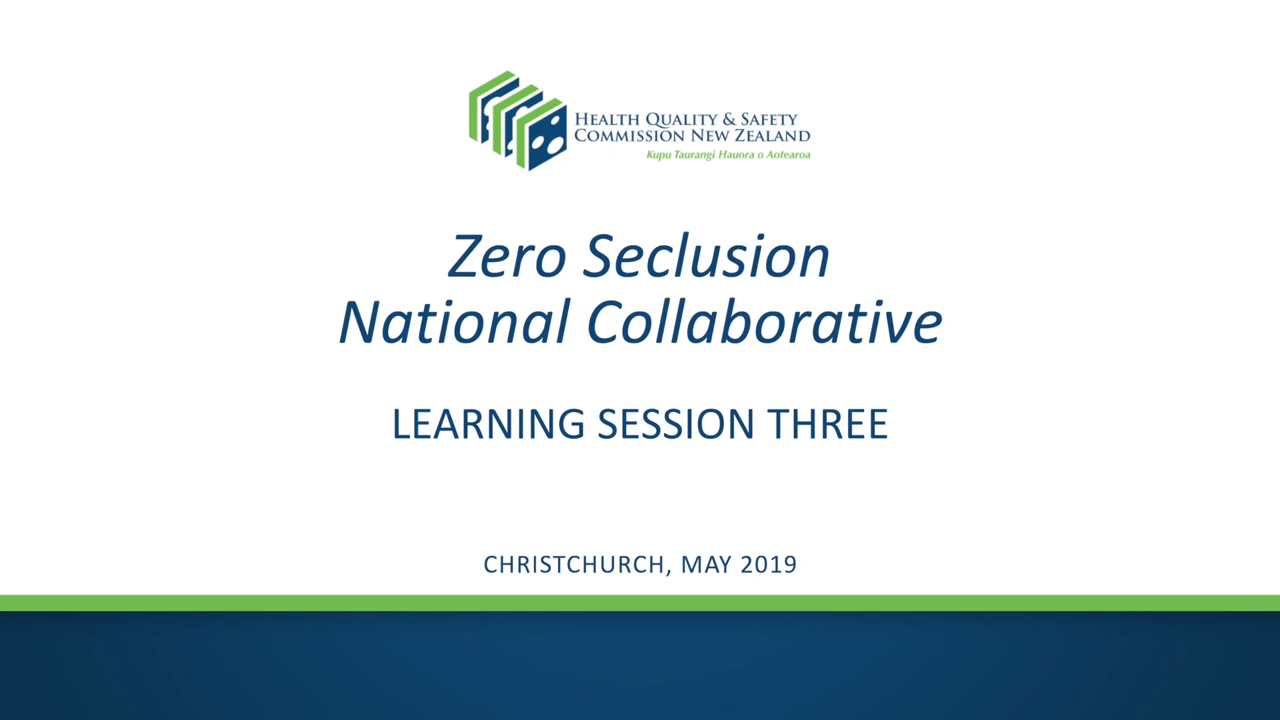 HEALTH QUALITY & SAFETY
COMMISSION NEW ZEALAND
Kupu Taurangi Hauora o Aotearoa
Zero Seclusion
National Collaborative
LEARNING SESSION THREE
CHRISTCHURCH, MAY 2019